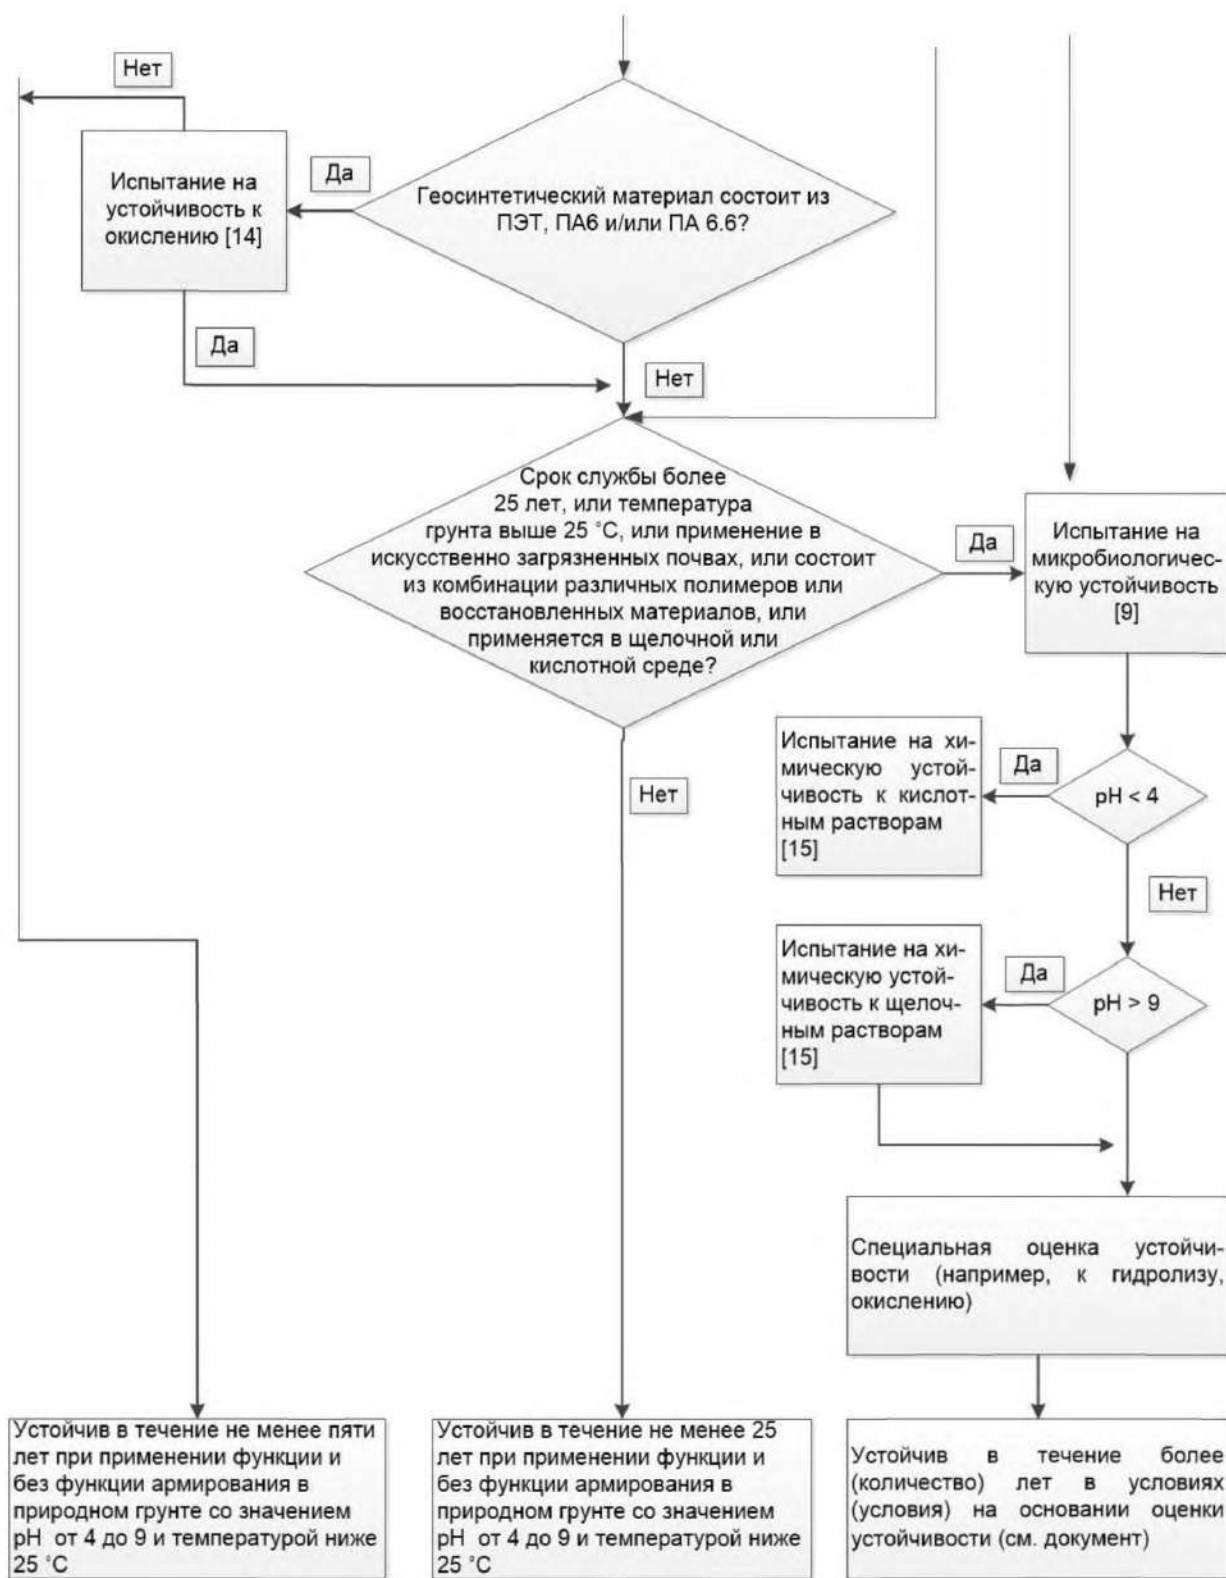 Нет
Испытание на
устойчивость к
окислению [14]
Да
Геосинтетический материал состоит из
ПЭТ, ПА6 и/или ПА 6.6?
Да
Нет
Срок службы более
25 лет, или температура
грунта выше 25 °С, или применение в
искусственно загрязненных почвах, или состоит
из комбинации различных полимеров или
восстановленных материалов, или
применяется в щелочной или
кислотной среде?
Да
Испытание на
микробиологичес-
кую устойчивость
[9]
Нет
Испытание на хи-
мическую устой-
чивость к кислот-
ным растворам
[15]
Да
pH < 4
Нет
Испытание на хи-
мическую устой-
чивость к щелоч-
ным растворам
[15]
Да
pH > 9
Специальная оценка устойчи-
вости (например, к гидролизу,
окислению)
Устойчив в течение не менее пяти
лет при применении функции и
без функции армирования в
природном грунте со значением
pH от 4 до 9 и температурой ниже
25 °С
Устойчив в течение не менее 25
лет при применении функции и
без функции армирования в
природном грунте со значением
pH от 4 до 9 и температурой ниже
25 °С
Устойчив в течение более
(количество) лет в условиях
(условия) на основании оценки
устойчивости (см. документ)